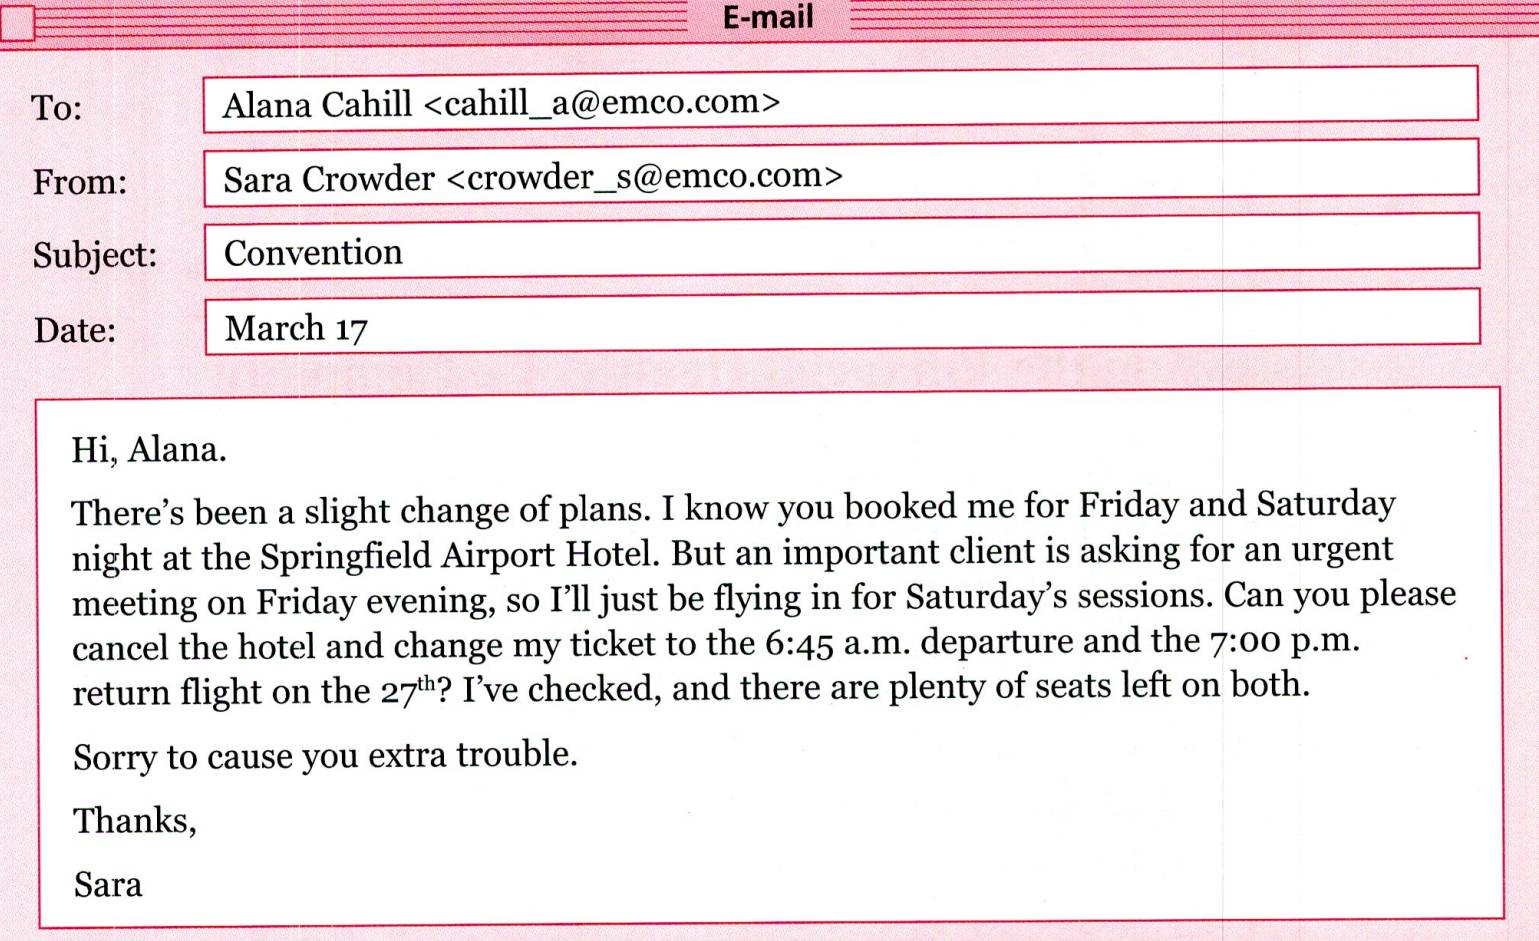 E-mail
To: Alana Cahill <cahill_a@emco.com>
From: Sara Crowder <crowder_s@emco.com>
Subject: Convention
Date: March 17
Hi, Alana.
There’s been a slight change of plans. I know you booked me for Friday and Saturday
night at the Springfield Airport Hotel. But an important client is asking for an urgent
meeting on Friday evening, so I’ll just be flying in for Saturday’s sessions. Can you please
cancel the hotel and change my ticket to the 6:45 a.m. departure and the 7:00 p.m.
return flight on the 27th? I’ve checked, and there are plenty of seats left on both.
Sorry to cause you extra trouble.
Thanks,
Sara